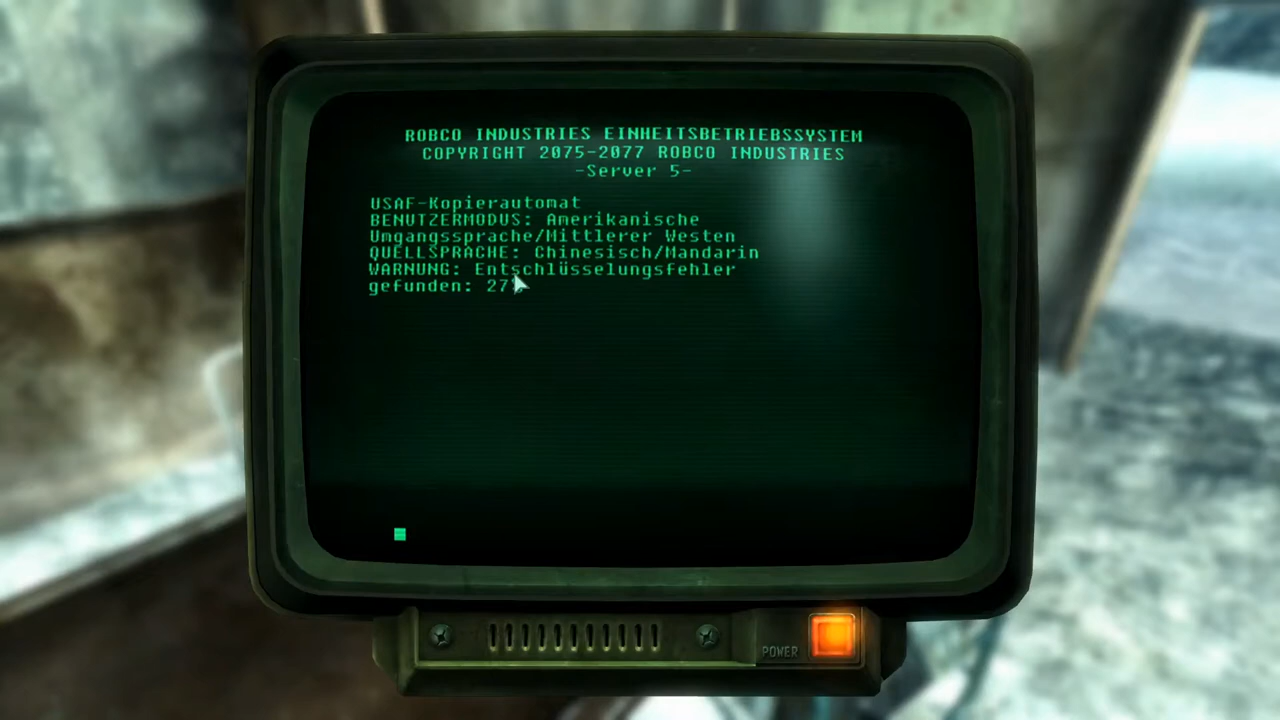 ROBCO INDUSTRIES EINHEITSBETRIEBSSYSTEM
COPYRIGHT 2075-2077 ROBCO INDUSTRIES
-Server 5-
USAF-Kopierautomat
BENUTZERMODUS: Amerikanische
Umgangssprache/Mittlerer Westen
QUELLSPRACHE: Chinesisch/Mandarin
WARNUNG: Entschlüsselungsfehler
gefunden:
POWER